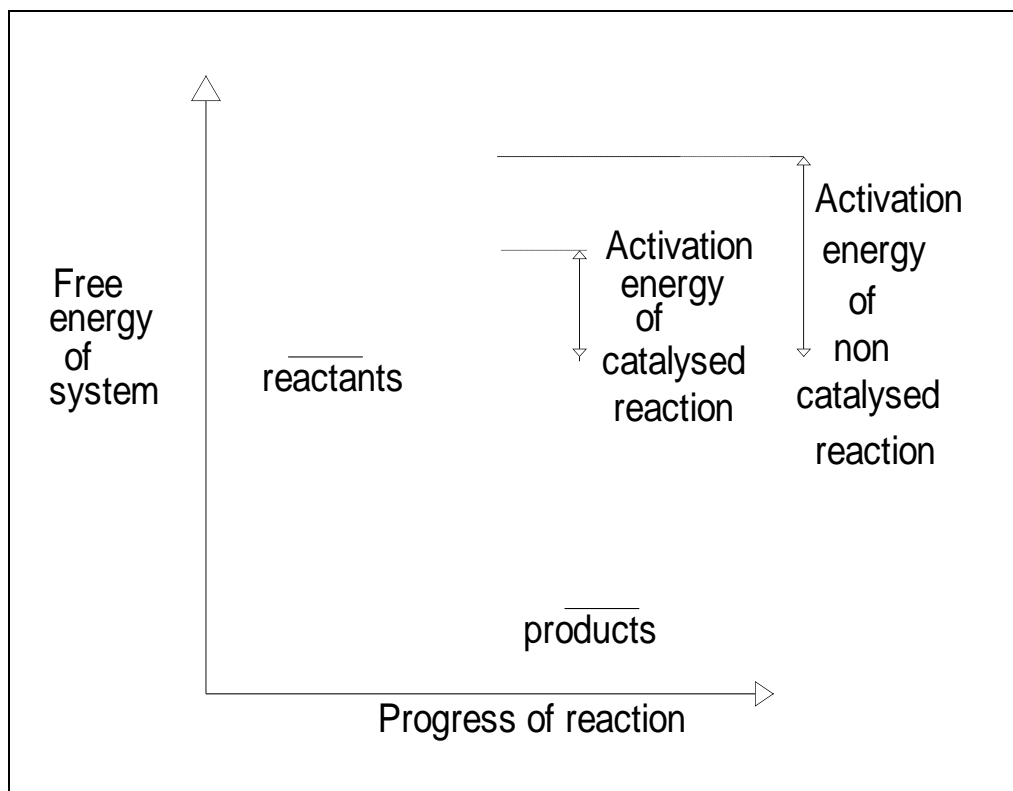 Free
energy
of
system
reactants
products
Progress of reaction
Activation
energy
of
catalysed
reaction
Activation
energy
of
non
catalysed
reaction